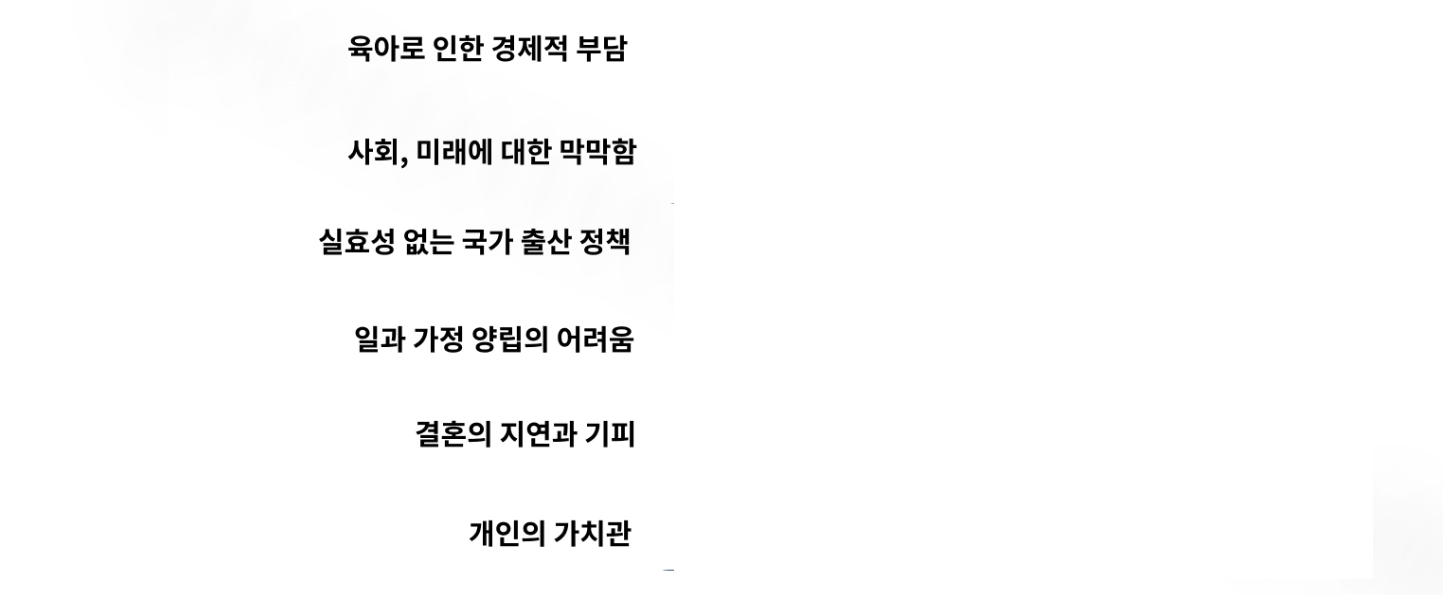 육아로 인한 경제적 부담
사회, 미래에 대한 막막함
실효성 없는 국가 출산 정책
일과 가정 양립의 어려움
결혼의 지연과 기피
개인의 가치관